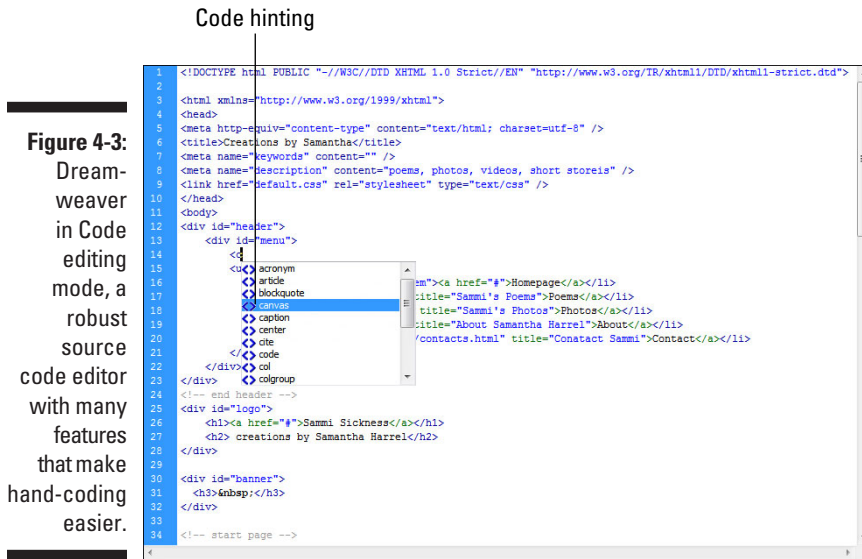 Code hinting
Figure 4-3:
Dream-
weaver
in Code
editing
mode, a
robust
source
code editor
with many
features
that make
hand-coding
easier.
1 <!DOCTYPE html PUBLIC "-//W3C//DTD XHTML 1.0 Strict//EN" "http://www.w3.org/TR/xhtml1/DTD/xhtml1-strict.dtd">
2
3 <html xmlns="http://www.w3.org/1999/xhtml">
4 <head>
5 <meta http-equiv="content-type" content="text/html; charset=utf-8" />
6 <title>Creations by Samantha</title>
7 <meta name="keywords" content="" />
8 <meta name="description" content="poems, photos, videos, short storeis" />
9 <link href="default.css" rel="stylesheet" type="text/css" />
10 </head>
11 <body>
12 <div id="header">
13 <div id="menu">
14 <c
15 <u
acronym
article
blockquote
canvas
caption
center
cite
code
col
colgroup
16 em"><a href="#">Homepage</a></li>
17 title="Sammi's Poems">Poems</a></li>
18 title="Sammi's Photos">Photos</a></li>
19 title="About Samantha Harrel">About</a></li>
20 /contacts.html" title="Conatact Sammi">Contact</a></li>
21 </
22 </div>
23 </div>
24 <!-- end header -->
25 <div id="logo">
26 <h1><a href="#">Sammi Sickness</a></h1>
27 <h2> creations by Samantha Harrel</h2>
28 </div>
29
30 <div id="banner">
31 <h3>&nbsp;</h3>
32 </div>
33
34 <!-- start page -->